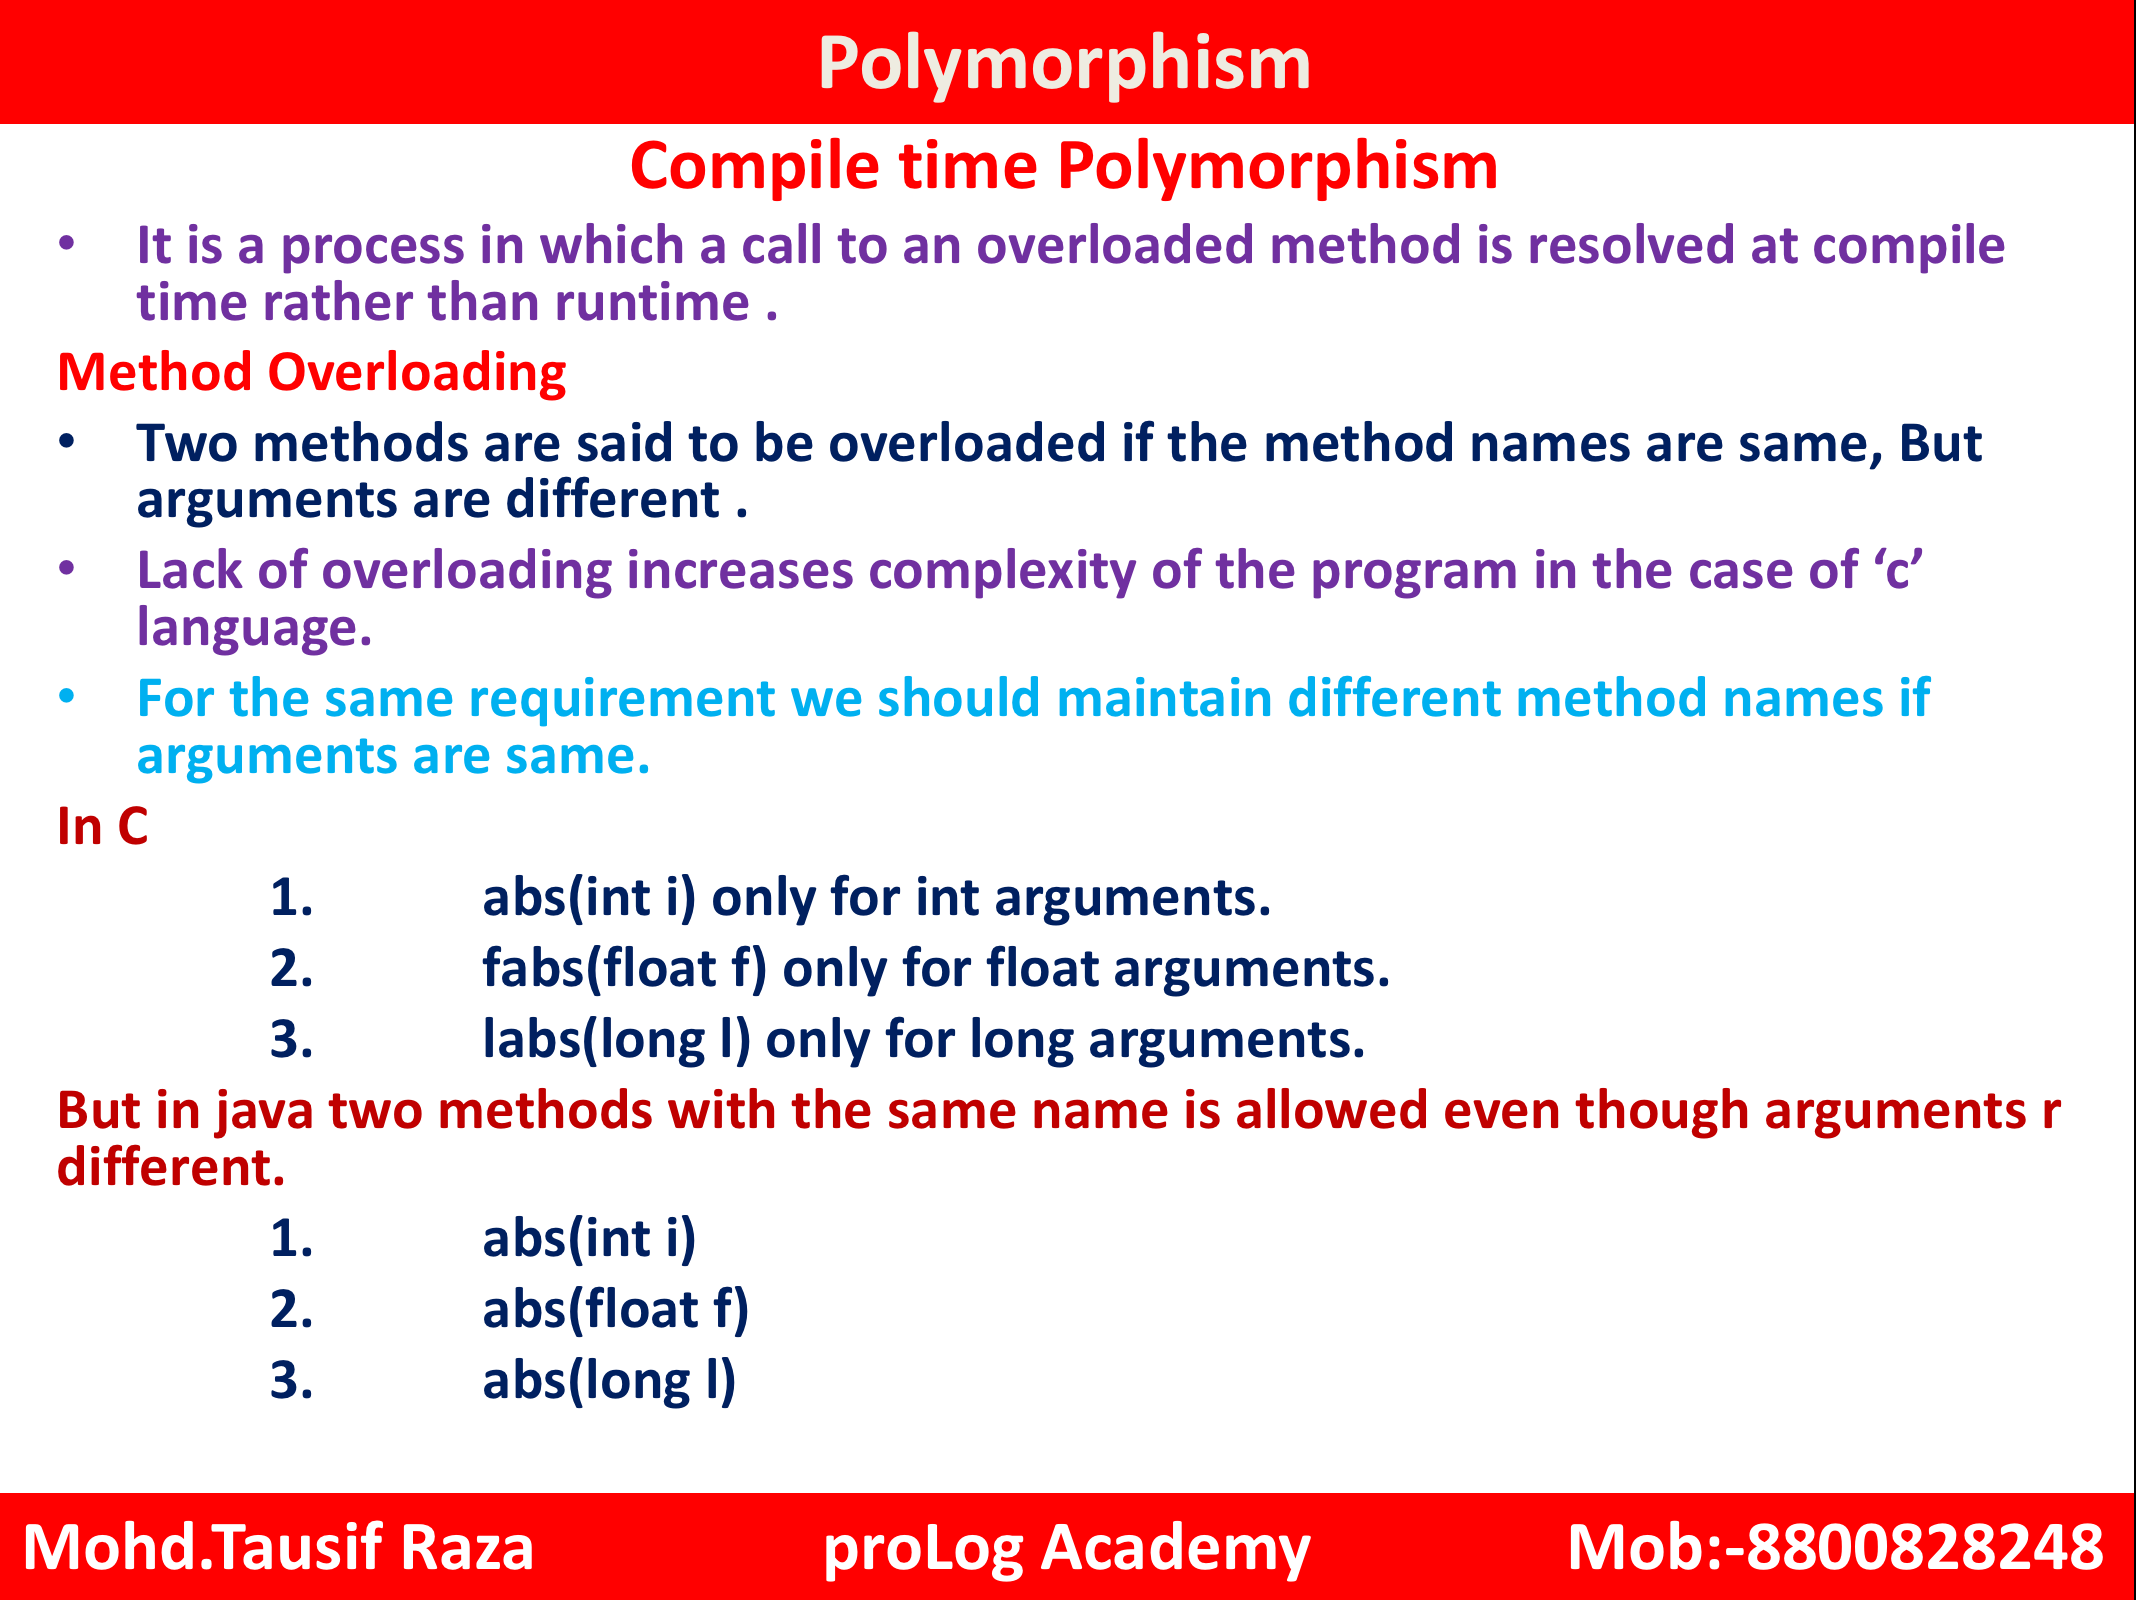 Polymorphism
Compile time Polymorphism
• It is a process in which a call to an overloaded method is resolved at compile
time rather than runtime .
Method Overloading
• Two methods are said to be overloaded if the method names are same, But
arguments are different .
• Lack of overloading increases complexity of the program in the case of ‘c’
language.
• For the same requirement we should maintain different method names if
arguments are same.
In C
1. abs(int i) only for int arguments.
2. fabs(float f) only for float arguments.
3. labs(long l) only for long arguments.
But in java two methods with the same name is allowed even though arguments r
different.
1. abs(int i)
2. abs(float f)
3. abs(long l)
Mohd.Tausif Raza proLog Academy Mob:-8800828248